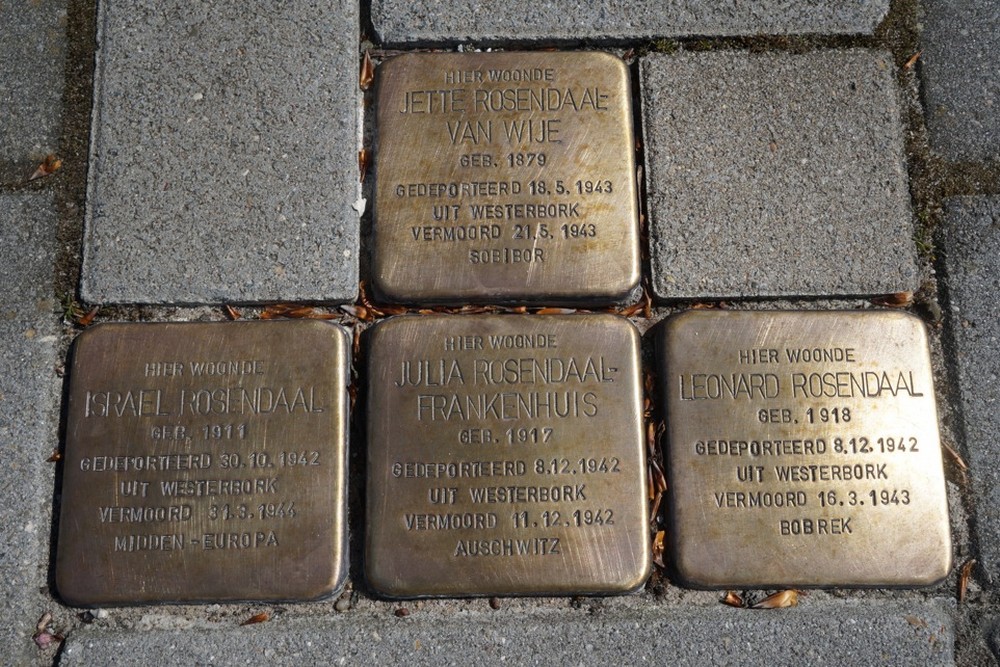 HIER WOONDE
JETTE ROSENDAAL-
VAN WIJE
GEB. 1879
GEDEPORTEERD 18.5.1943
UIT WESTERBORK
VERMOORD 21.5.1943
SOBIBOR
HIER WOONDE
ISRAEL ROSENDAAL
GEB. 1911
GEDEPORTEERD 30.10.1942
UIT WESTERBORK
VERMOORD 31.3.1944
MIDDEN-EUROPA
HIER WOONDE
JULIA ROSENDAAL-
FRANKENHUIS
GEB. 1917
GEDEPORTEERD 8.12.1942
UIT WESTERBORK
VERMOORD 11.12.1942
AUSCHWITZ
HIER WOONDE
LEONARD ROSENDAAL
GEB. 1918
GEDEPORTEERD 8.12.1942
UIT WESTERBORK
VERMOORD 16.3.1943
BOBREK